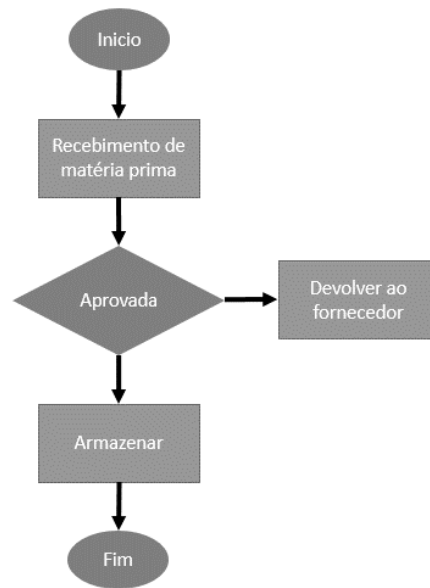 Inicio
Recebimento de
matéria prima
Aprovada
Devolver ao
fornecedor
Armazenar
Fim